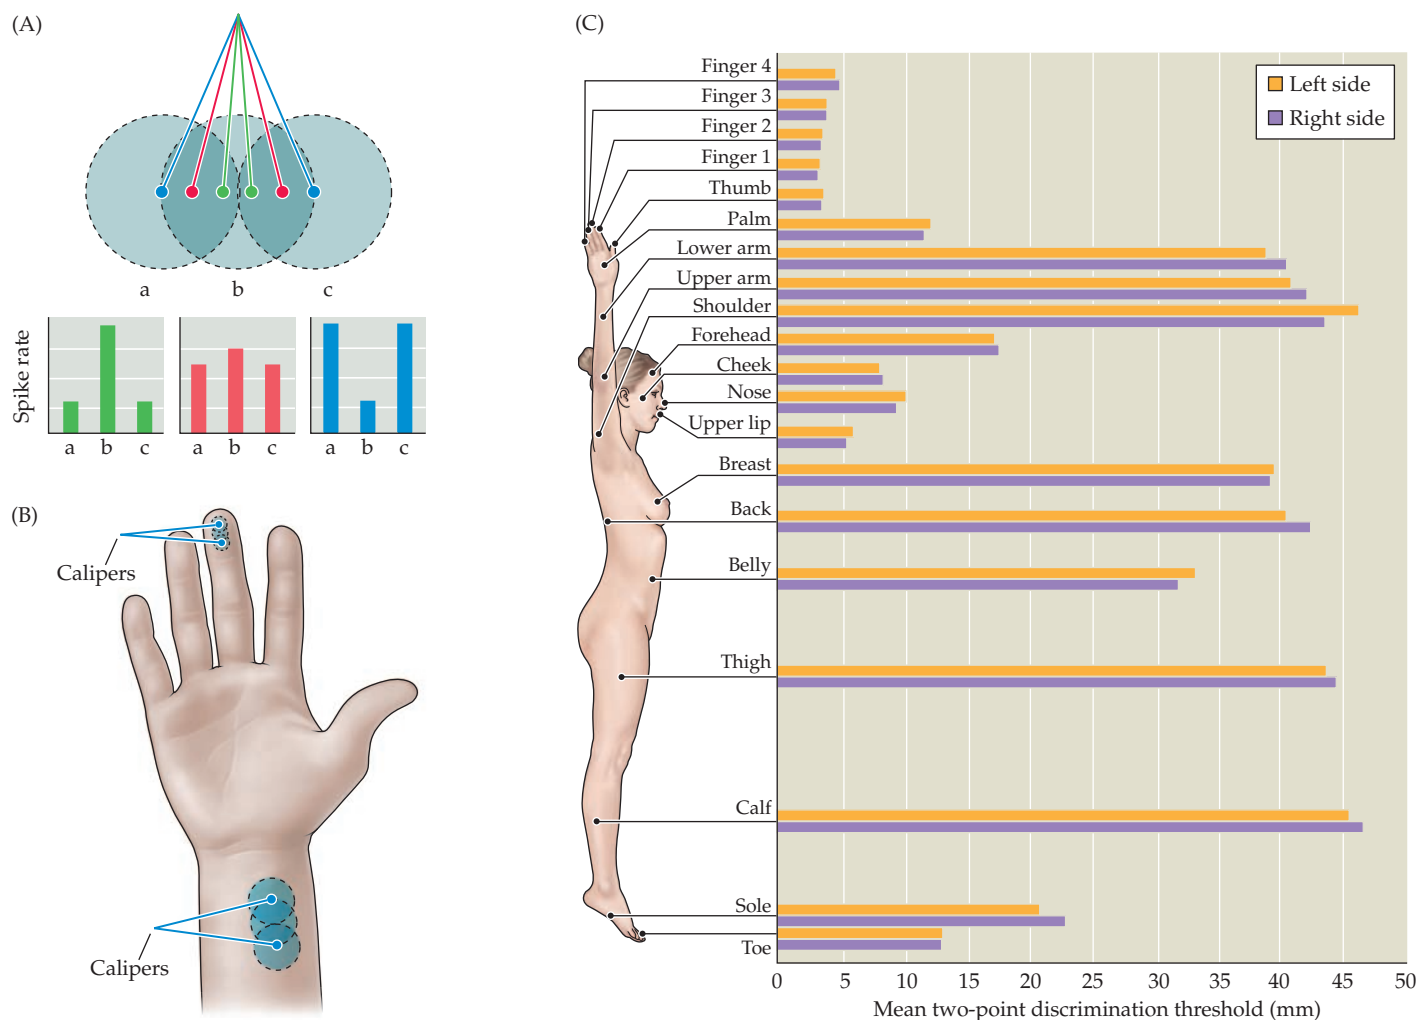 (A)
a
b
c
Spike rate
a b c
a b c
a b c
(B)
Calipers
Calipers
(C)
Left side
Right side
Finger 4
Finger 3
Finger 2
Finger 1
Thumb
Palm
Lower arm
Upper arm
Shoulder
Forehead
Cheek
Nose
Upper lip
Breast
Back
Belly
Thigh
Calf
Sole
Toe
0 5 10 15 20 25 30 35 40 45 50
Mean two-point discrimination threshold (mm)